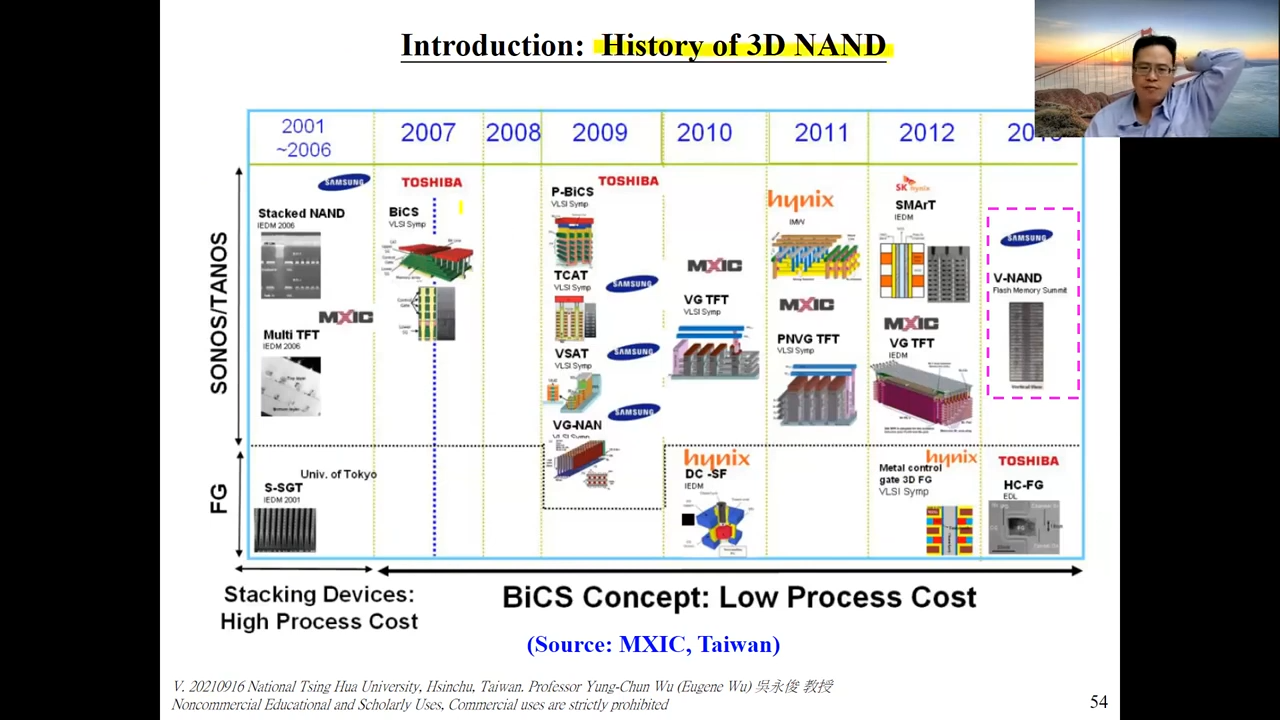 Introduction: History of 3D NAND
2001
~2006
2007
2008
2009
2010
2011
2012
SONOS/TANOS
FG
SAMSUNG
Stacked NAND
IEDM 2006
MXIC
Multi TFT
IEDM 2006
Univ. of Tokyo
S-SGT
IEDM 2001
TOSHIBA
BiCS
VLSI Symp
TOSHIBA
P-BiCS
VLSI Symp
TCAT
VLSI Symp
SAMSUNG
VSAT
VLSI Symp
SAMSUNG
VG-NAN
VLSI Symp
SAMSUNG
MXIC
VG TFT
VLSI Symp
hynix
DC -SF
IEDM
hynix
IMW
MXIC
PNVG TFT
VLSI Symp
SK hynix
SMArT
IEDM
MXIC
VG TFT
IEDM
hynix
Metal control
gate 3D FG
VLSI Symp
SAMSUNG
V-NAND
Flash Memory Summit
TOSHIBA
HC-FG
EDL
Stacking Devices:
High Process Cost
BiCS Concept: Low Process Cost
(Source: MXIC, Taiwan)
V. 20210916 National Tsing Hua University, Hsinchu, Taiwan. Professor Yung-Chun Wu (Eugene Wu) 吳永俊 教授
Noncommercial Educational and Scholarly Uses, Commercial uses are strictly prohibited
54